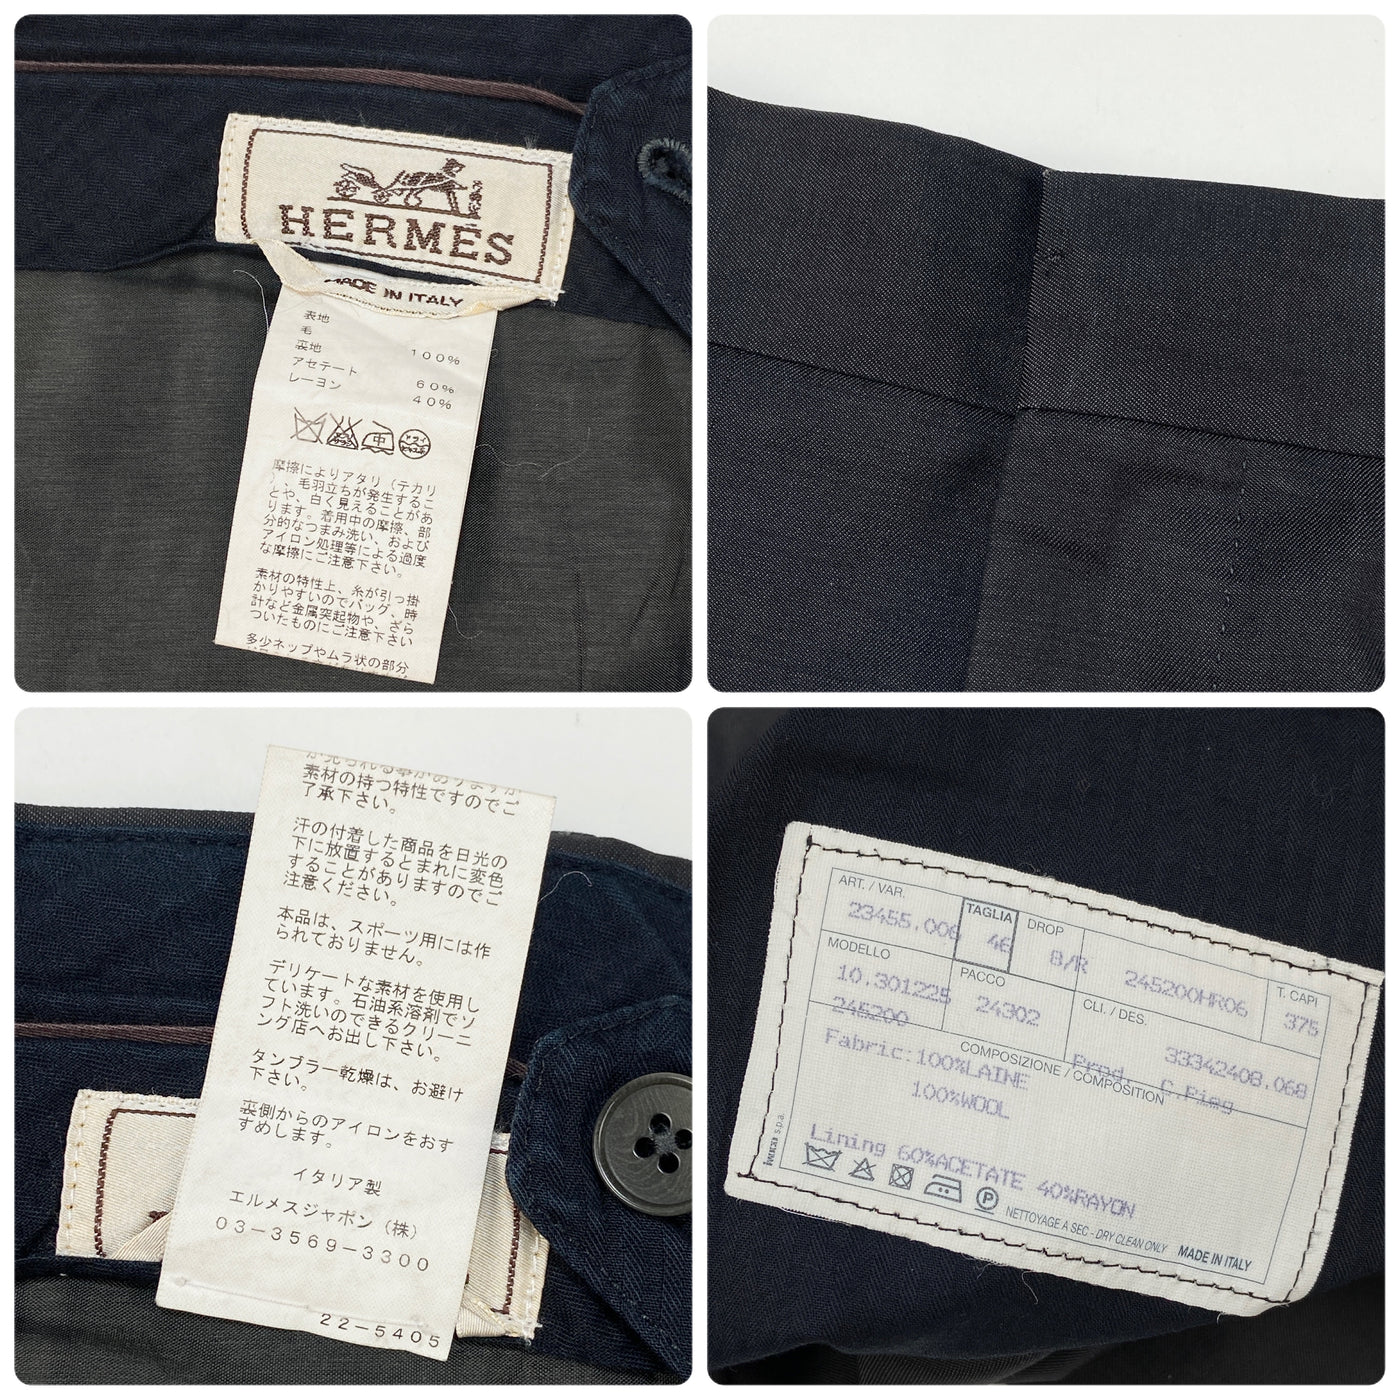 HERMÈS
MADE IN ITALY
表地
毛 100%
裏地
アセテート 60%
レーヨン 40%
中
ドライ
摩擦によりアタリ(テカリ
)、毛羽立ちが発生するこ
とや、白く見えることがあ
ります。着用中の摩擦、部
分的なつまみ洗い、および
アイロン処理等による過度
な摩擦にご注意下さい。
素材の特性上、糸が引っ掛
かりやすいのでバッグ、時
計など金属突起物や、ざら
ついたものにご注意下さい
多少ネップやムラ状の部分
が見られる事がありますが
素材の持つ特性ですのでご
了承下さい。
汗の付着した商品を日光の
下に放置するとまれに変色
することがありますのでご
注意ください。
本品は、スポーツ用には作
られておりません。
デリケートな素材を使用し
ています。石油系溶剤でソ
フト洗いのできるクリーニ
ング店へお出し下さい。
タンブラー乾燥は、お避け
下さい。
裏側からのアイロンをおす
すめします。
イタリア製
エルメスジャポン(株)
03-3569-3300
22-5405
ART. / VAR.
23455.006
TAGLIA
46
DROP
8/R
245200HR06
T. CAPI
375
MODELLO
10.301225
245200
PACCO
24302
CLI. / DES.
33342408.068
COMPOSIZIONE / COMPOSITION
Prod. C.Pieg
Fabric:100%LAINE
100%WOOL
Lining 60%ACETATE 40%RAYON
P
NETTOYAGE A SEC - DRY CLEAN ONLY MADE IN ITALY